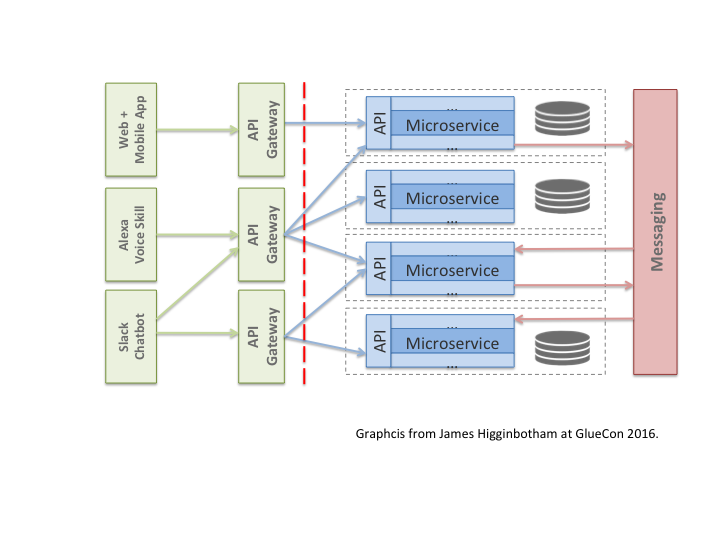 Web +
Mobile App
API
Gateway
Alexa
Voice Skill
API
Gateway
Slack
Chatbot
API
Gateway
API
...
Microservice
...
API
...
Microservice
...
API
...
Microservice
...
API
...
Microservice
...
Messaging
Graphcis from James Higginbotham at GlueCon 2016.